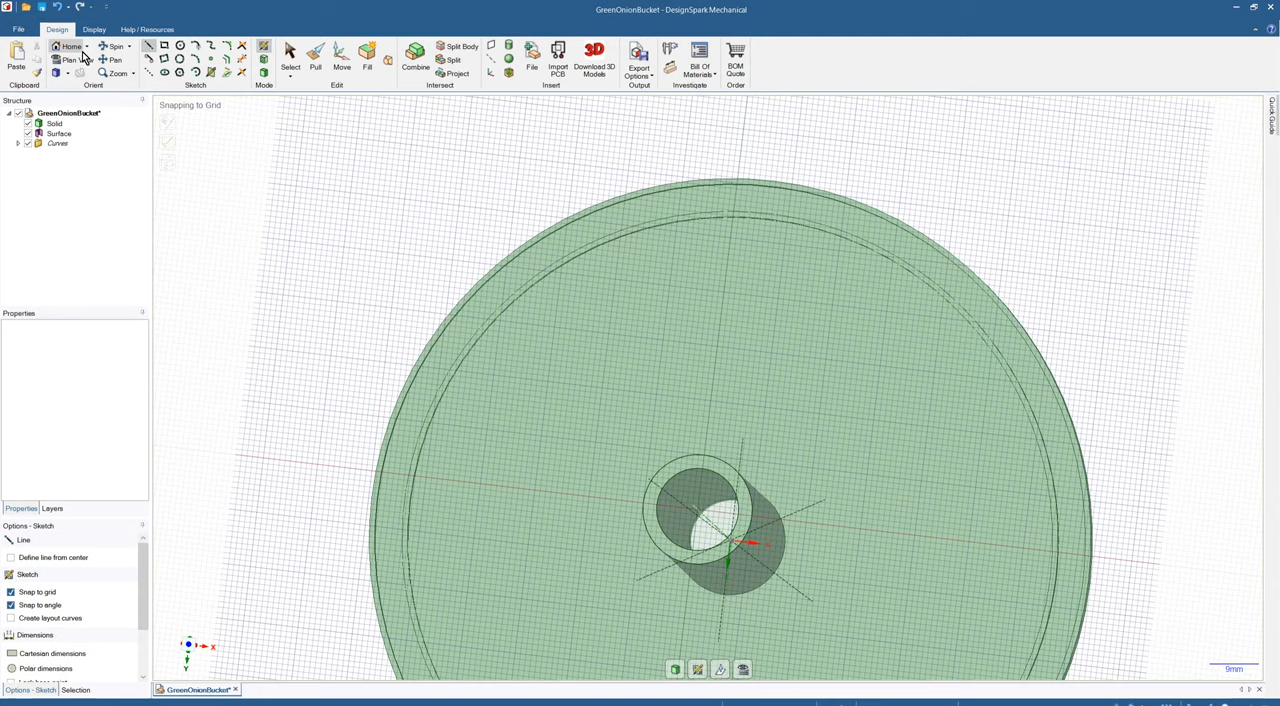 GreenOnionBucket - DesignSpark Mechanical
File
Design
Display
Help / Resources
Paste
Home
Spin
Plan
Pan
Zoom
Select
Pull
Move
Fill
Combine
Split Body
Split
Project
File
Import PCB
Download 3D Models
Export Options
Bill Of Materials
BOM Quote
Clipboard
Orient
Sketch
Mode
Edit
Intersect
Insert
Output
Investigate
Order
Structure
GreenOnionBucket*
Solid
Surface
Curves
Snapping to Grid
Quick Guide
Properties
Properties
Layers
Options - Sketch
Line
Define line from center
Sketch
Snap to grid
Snap to angle
Create layout curves
Dimensions
Cartesian dimensions
Polar dimensions
Options - Sketch
Selection
X
Y
9mm
GreenOnionBucket*